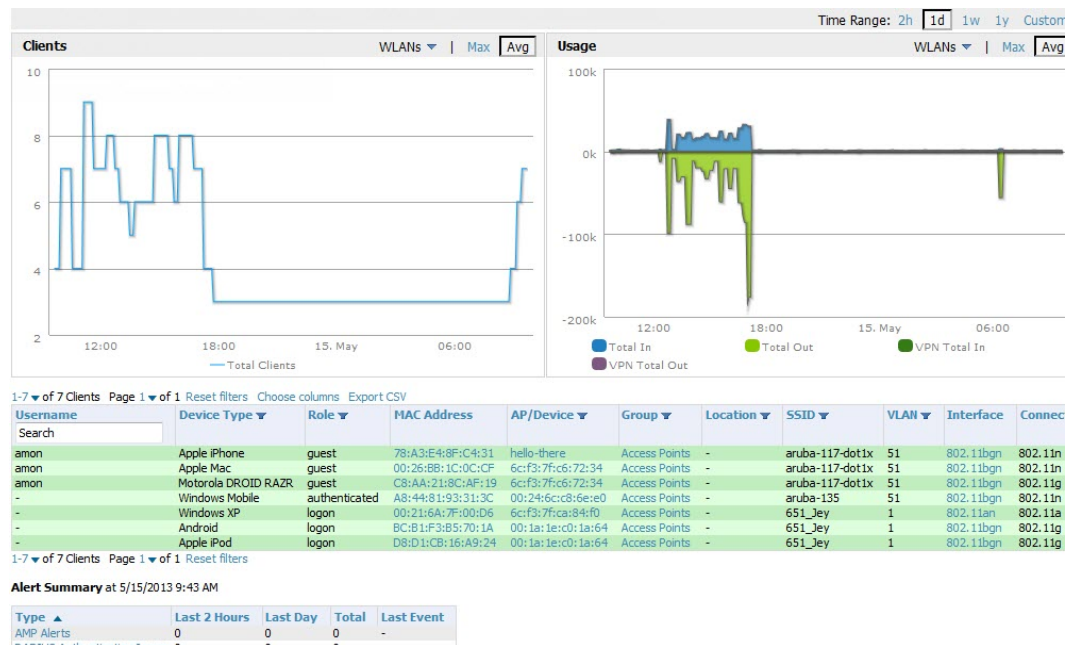 Time Range: 2h 1d 1w 1y Custom
Clients WLANs | Max Avg
10
8
6
4
2
12:00 18:00 15. May 06:00
Total Clients
Usage WLANs | Max Avg
100k
0k
-100k
-200k
12:00 18:00 15. May 06:00
Total In Total Out VPN Total In
VPN Total Out
1-7 of 7 Clients Page 1 of 1 Reset filters Choose columns Export CSV
Username Device Type Role MAC Address AP/Device Group Location SSID VLAN Interface Connec
Search
amon Apple iPhone guest 78:A3:E4:8F:C4:31 hello-there Access Points - aruba-117-dot1x 51 802.11bgn 802.11n
amon Apple Mac guest 00:26:BB:1C:0C:CF 6c:f3:7f:c6:72:34 Access Points - aruba-117-dot1x 51 802.11bgn 802.11n
amon Motorola DROID RAZR guest C8:AA:21:8C:AF:19 6c:f3:7f:c6:72:34 Access Points - aruba-117-dot1x 51 802.11bgn 802.11g
- Windows Mobile authenticated A8:44:81:93:31:3C 00:24:6c:c8:6e:e0 Access Points - aruba-135 51 802.11bgn 802.11n
- Windows XP logon 00:21:6A:7F:00:D6 6c:f3:7f:ca:84:f0 Access Points - 651_Jey 1 802.11an 802.11a
- Android logon BC:B1:F3:B5:70:1A 00:1a:1e:c0:1a:64 Access Points - 651_Jey 1 802.11bgn 802.11g
- Apple iPod logon D8:D1:CB:16:A9:24 00:1a:1e:c0:1a:64 Access Points - 651_Jey 1 802.11bgn 802.11g
1-7 of 7 Clients Page 1 of 1 Reset filters
Alert Summary at 5/15/2013 9:43 AM
Type Last 2 Hours Last Day Total Last Event
AMP Alerts 0 0 0 -